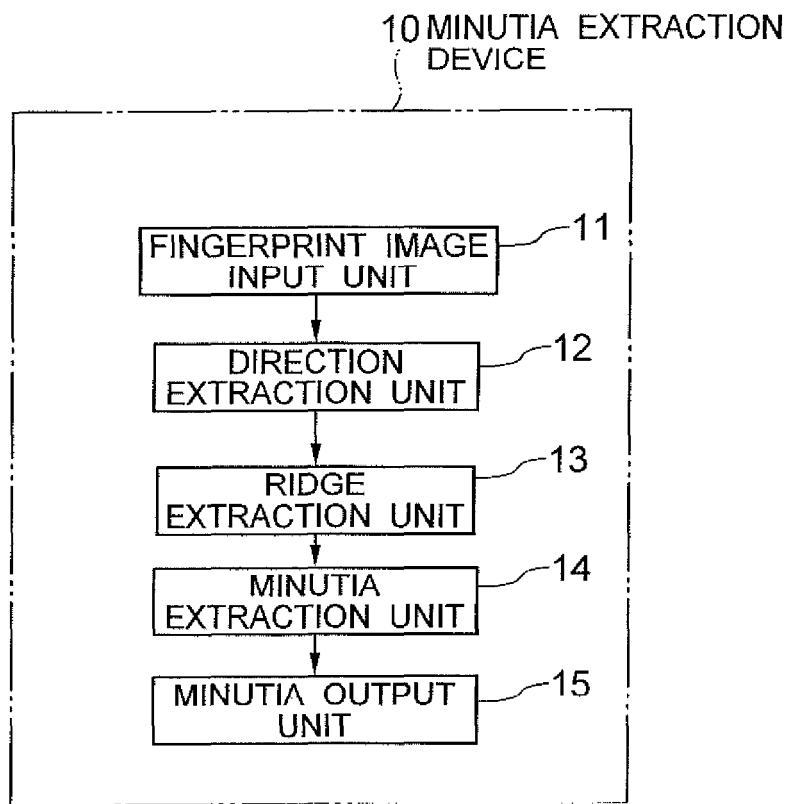 10 MINUTIA EXTRACTION
DEVICE
FINGERPRINT IMAGE
INPUT UNIT
11
DIRECTION
EXTRACTION UNIT
12
RIDGE
EXTRACTION UNIT
13
MINUTIA
EXTRACTION UNIT
14
MINUTIA OUTPUT
UNIT
15